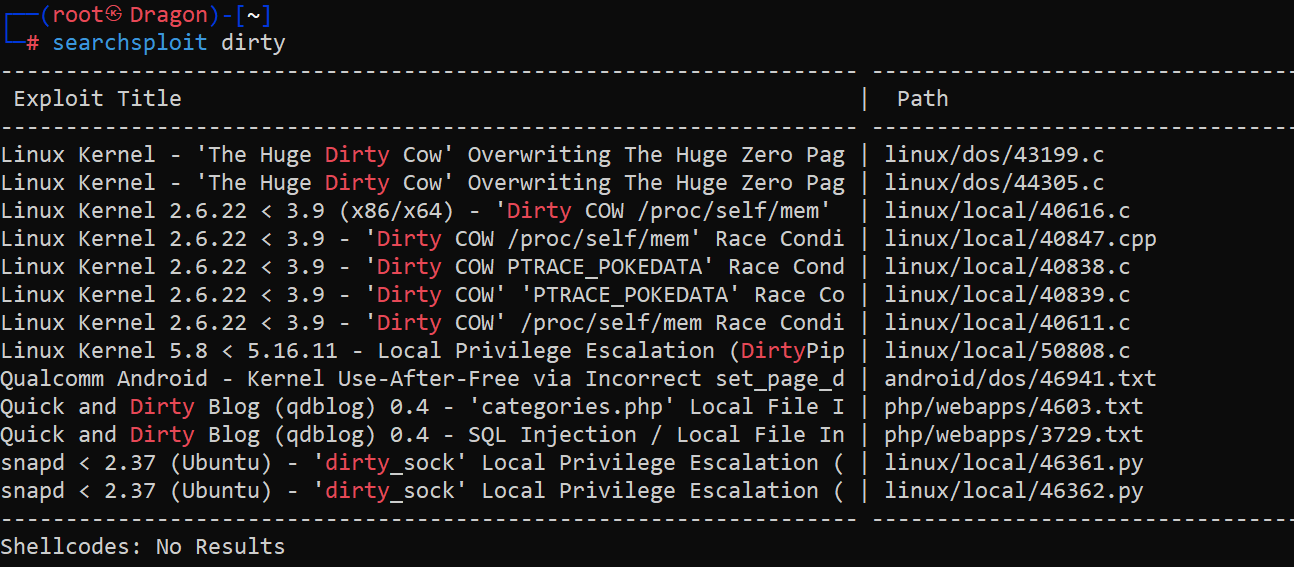 ┌──(root㉿Dragon)-[~]
└─# searchsploit dirty
------------------------------------------------------------------ ---------------------------------
 Exploit Title | Path
------------------------------------------------------------------ ---------------------------------
Linux Kernel - 'The Huge Dirty Cow' Overwriting The Huge Zero Pag | linux/dos/43199.c
Linux Kernel - 'The Huge Dirty Cow' Overwriting The Huge Zero Pag | linux/dos/44305.c
Linux Kernel 2.6.22 < 3.9 (x86/x64) - 'Dirty COW /proc/self/mem' | linux/local/40616.c
Linux Kernel 2.6.22 < 3.9 - 'Dirty COW /proc/self/mem' Race Condi | linux/local/40847.cpp
Linux Kernel 2.6.22 < 3.9 - 'Dirty COW PTRACE_POKEDATA' Race Cond | linux/local/40838.c
Linux Kernel 2.6.22 < 3.9 - 'Dirty COW' 'PTRACE_POKEDATA' Race Co | linux/local/40839.c
Linux Kernel 2.6.22 < 3.9 - 'Dirty COW' /proc/self/mem Race Condi | linux/local/40611.c
Linux Kernel 5.8 < 5.16.11 - Local Privilege Escalation (DirtyPip | linux/local/50808.c
Qualcomm Android - Kernel Use-After-Free via Incorrect set_page_d | android/dos/46941.txt
Quick and Dirty Blog (qdblog) 0.4 - 'categories.php' Local File I | php/webapps/4603.txt
Quick and Dirty Blog (qdblog) 0.4 - SQL Injection / Local File In | php/webapps/3729.txt
snapd < 2.37 (Ubuntu) - 'dirty_sock' Local Privilege Escalation ( | linux/local/46361.py
snapd < 2.37 (Ubuntu) - 'dirty_sock' Local Privilege Escalation ( | linux/local/46362.py
------------------------------------------------------------------ ---------------------------------
Shellcodes: No Results